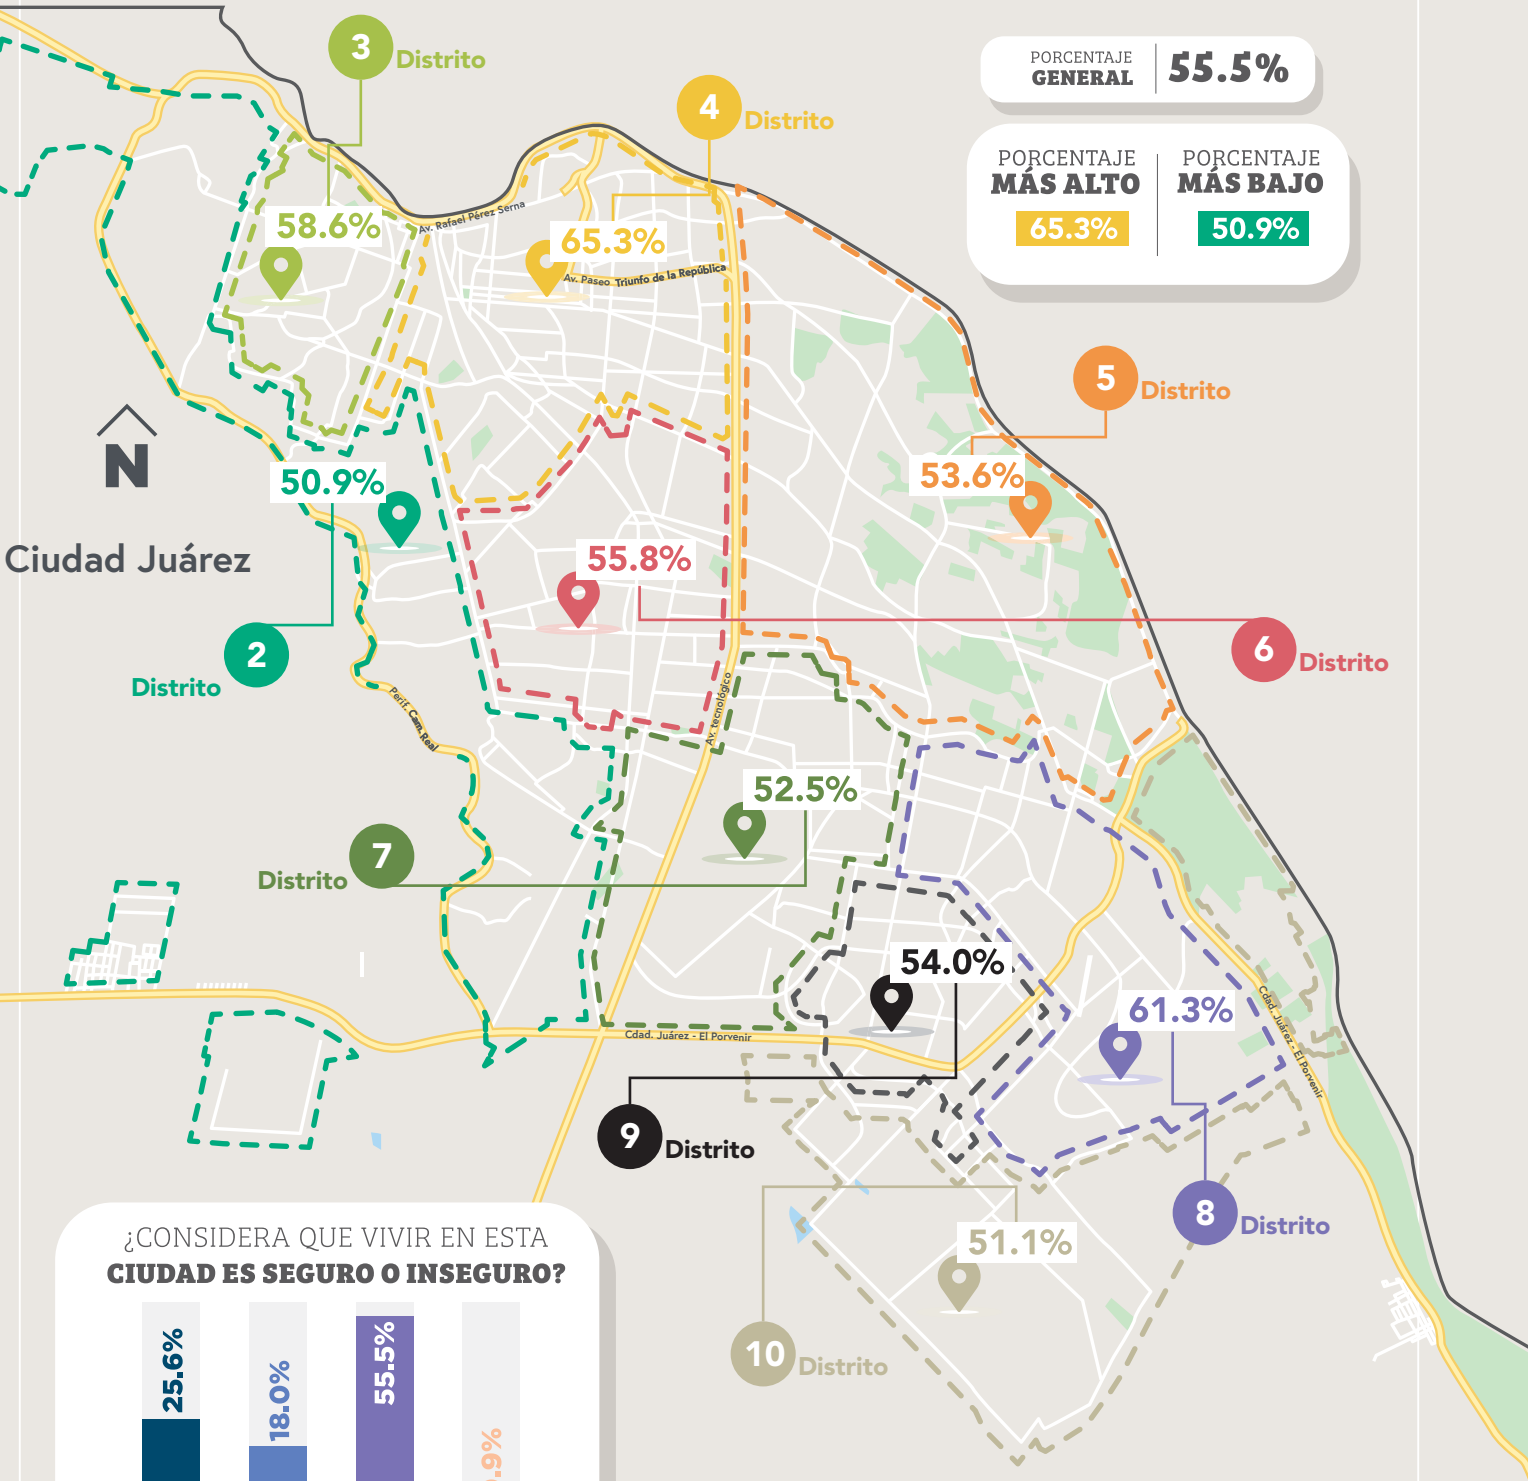 3 Distrito
4 Distrito
PORCENTAJE
GENERAL
55.5%
PORCENTAJE
MÁS ALTO
65.3%
PORCENTAJE
MÁS BAJO
50.9%
58.6%
Av. Rafael Pérez Serna
65.3%
Av. Paseo Triunfo de la República
5 Distrito
N
50.9%
53.6%
Ciudad Juárez
55.8%
2
Distrito
6 Distrito
Perif. Cam. Real
Av. tecnológico
52.5%
7
Distrito
54.0%
61.3%
Cdad. Juárez - El Porvenir
Cdad. Juárez - El Porvenir
9 Distrito
8 Distrito
51.1%
10 Distrito
¿CONSIDERA QUE VIVIR EN ESTA
CIUDAD ES SEGURO O INSEGURO?
25.6%
18.0%
55.5%
.9%